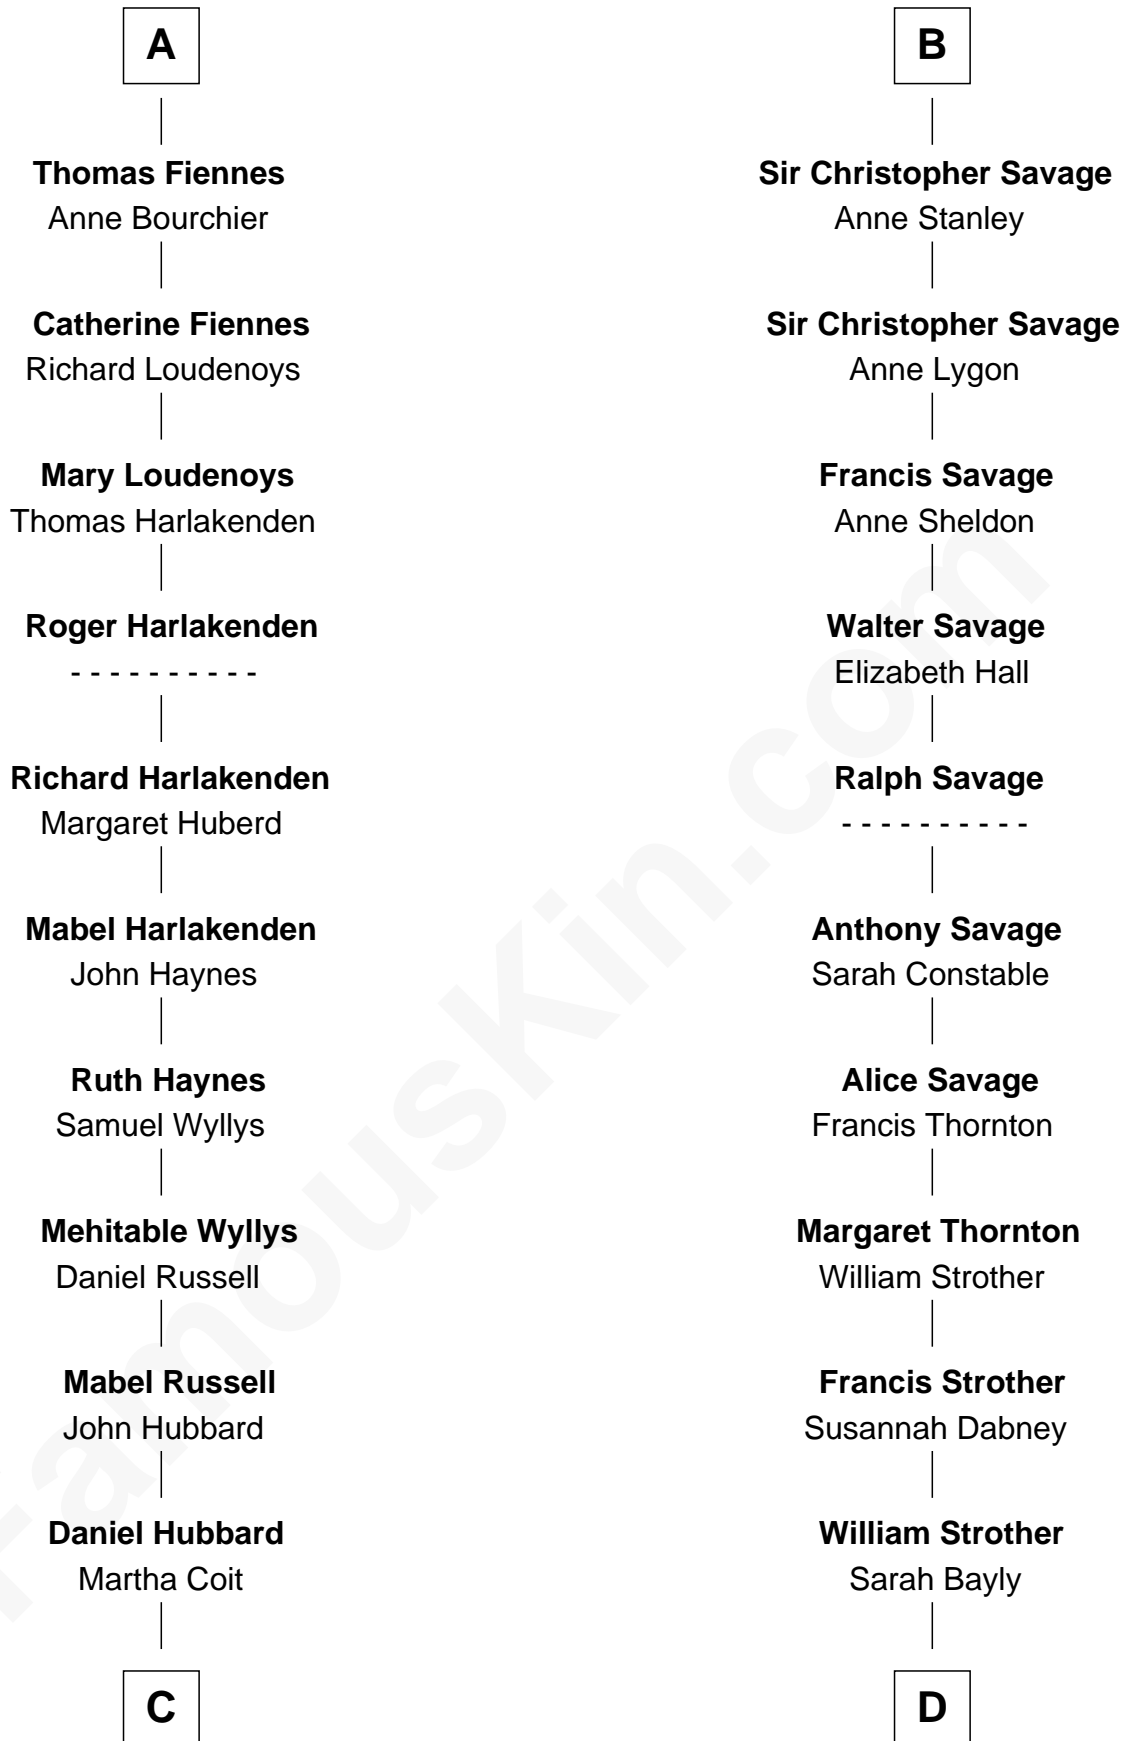 A
Thomas Fiennes
Anne Bourchier
Catherine Fiennes
Richard Loudenoys
Mary Loudenoys
Thomas Harlakenden
Roger Harlakenden
- - - - - - - - - -
Richard Harlakenden
Margaret Huberd
Mabel Harlakenden
John Haynes
Ruth Haynes
Samuel Wyllys
Mehitable Wyllys
Daniel Russell
Mabel Russell
John Hubbard
Daniel Hubbard
Martha Coit
C
B
Sir Christopher Savage
Anne Stanley
Sir Christopher Savage
Anne Lygon
Francis Savage
Anne Sheldon
Walter Savage
Elizabeth Hall
Ralph Savage
- - - - - - - - - -
Anthony Savage
Sarah Constable
Alice Savage
Francis Thornton
Margaret Thornton
William Strother
Francis Strother
Susannah Dabney
William Strother
Sarah Bayly
D
FamousKin.com